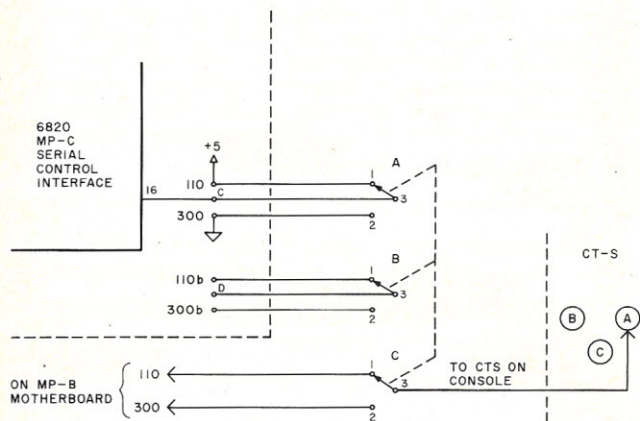 6820
MP-C
SERIAL
CONTROL
INTERFACE
16
+5
110
C
300
1
A
3
2
110b
D
300b
1
B
3
2
ON MP-B
MOTHERBOARD
110
300
1
C
3
2
TO CTS ON
CONSOLE
CT-S
B
A
C